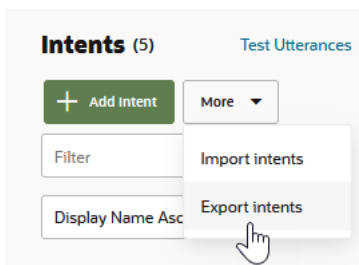 Intents (5) Test Utterances
Add Intent More
Filter
Import intents
Export intents
Display Name Asc